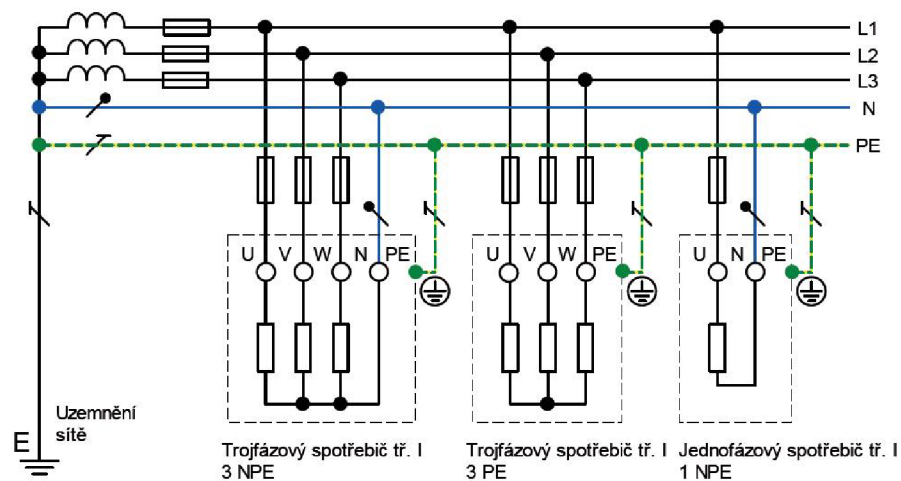 L1
L2
L3
N
PE
U V W N PE
U V W PE
U N PE
E
Uzemnění
sítě
Trojfázový spotřebič tř. I
3 NPE
Trojfázový spotřebič tř. I
3 PE
Jednofázový spotřebič tř. I
1 NPE